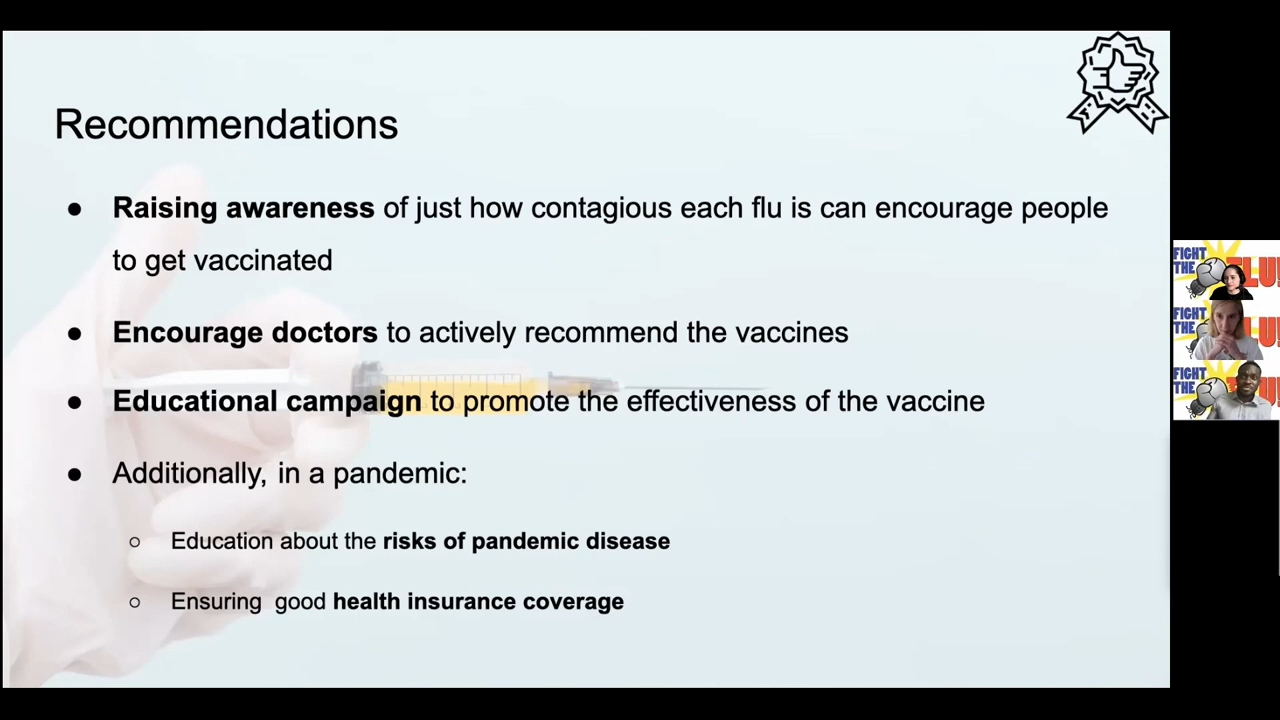 Recommendations
● Raising awareness of just how contagious each flu is can encourage people
to get vaccinated
● Encourage doctors to actively recommend the vaccines
● Educational campaign to promote the effectiveness of the vaccine
● Additionally, in a pandemic:
○ Education about the risks of pandemic disease
○ Ensuring good health insurance coverage
FIGHT
THE FLU!
FIGHT
THE LU!
FIGHT
THE U!